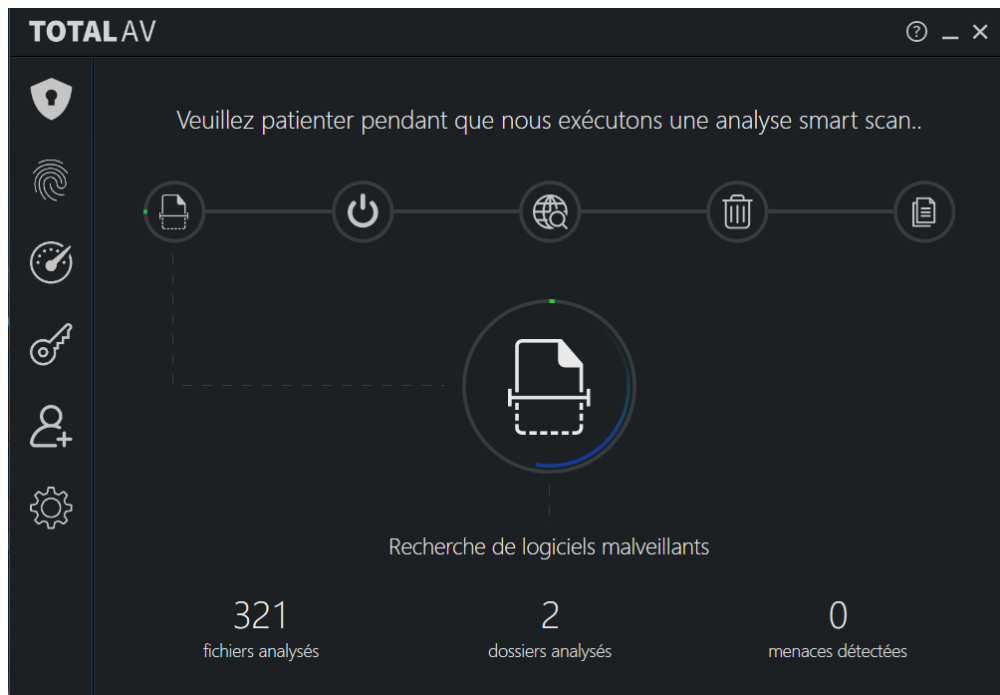 TOTAL AV
Veuillez patienter pendant que nous exécutons une analyse smart scan..
Recherche de logiciels malveillants
321
fichiers analysés
2
dossiers analysés
0
menaces détectées